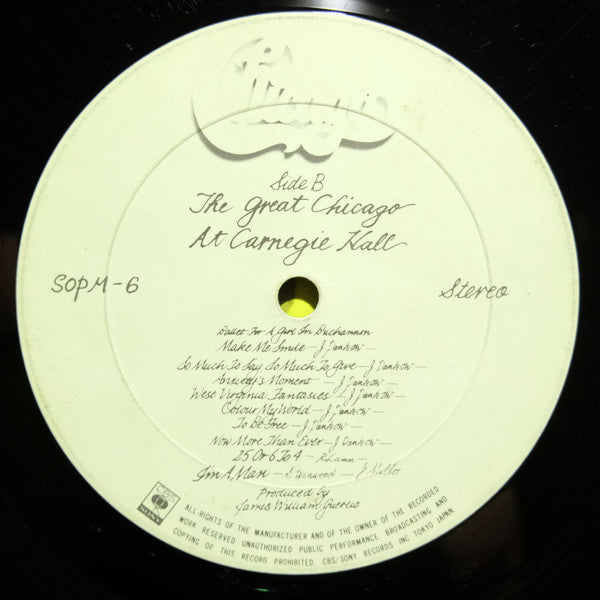 Chicago
Side B
The Great Chicago
At Carnegie Hall
SOPM-6
Stereo
Ballet For A Girl In Buchannon
Make Me Smile - J Pankow -
So Much To Say, So Much To Give - J Pankow -
Anxiety's Moment - J Pankow -
West Virginia Fantasies - J Pankow -
Colour My World - J Pankow -
To Be Free - J Pankow -
Now More Than Ever - J Pankow -
25 Or 6 To 4 - R Lamm -
I'm A Man - S Winwood - J Miller
Produced by
James William Guercio
CBS
SONY
ALL RIGHTS OF THE MANUFACTURER AND OF THE OWNER OF THE RECORDED
WORK RESERVED UNAUTHORIZED PUBLIC PERFORMANCE BROADCASTING AND
COPYING OF THIS RECORD PROHIBITED. CBS/SONY RECORDS INC TOKYO JAPAN